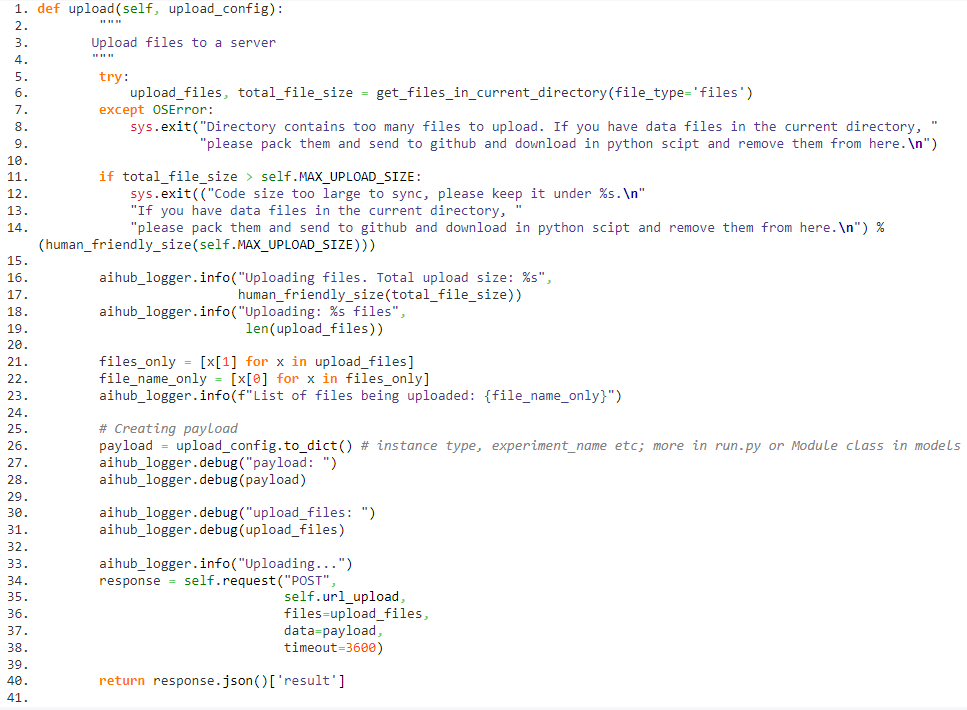 1. def upload(self, upload_config):
2.         """
3.        Upload files to a server
4.        """
5.         try:
6.             upload_files, total_file_size = get_files_in_current_directory(file_type='files')
7.         except OSError:
8.             sys.exit("Directory contains too many files to upload. If you have data files in the current directory, "
9.                      "please pack them and send to github and download in python scipt and remove them from here.\n")
10.
11.         if total_file_size > self.MAX_UPLOAD_SIZE:
12.             sys.exit(("Code size too large to sync, please keep it under %s.\n"
13.             "If you have data files in the current directory, "
14.             "please pack them and send to github and download in python scipt and remove them from here.\n") %
(human_friendly_size(self.MAX_UPLOAD_SIZE)))
15.
16.         aihub_logger.info("Uploading files. Total upload size: %s",
17.                           human_friendly_size(total_file_size))
18.         aihub_logger.info("Uploading: %s files",
19.                            len(upload_files))
20.
21.         files_only = [x[1] for x in upload_files]
22.         file_name_only = [x[0] for x in files_only]
23.         aihub_logger.info(f"List of files being uploaded: {file_name_only}")
24.
25.         # Creating payload
26.         payload = upload_config.to_dict() # instance type, experiment_name etc; more in run.py or Module class in models
27.         aihub_logger.debug("payload: ")
28.         aihub_logger.debug(payload)
29.
30.         aihub_logger.debug("upload_files: ")
31.         aihub_logger.debug(upload_files)
32.
33.         aihub_logger.info("Uploading...")
34.         response = self.request("POST",
35.                                 self.url_upload,
36.                                 files=upload_files,
37.                                 data=payload,
38.                                 timeout=3600)
39.
40.         return response.json()['result']
41.